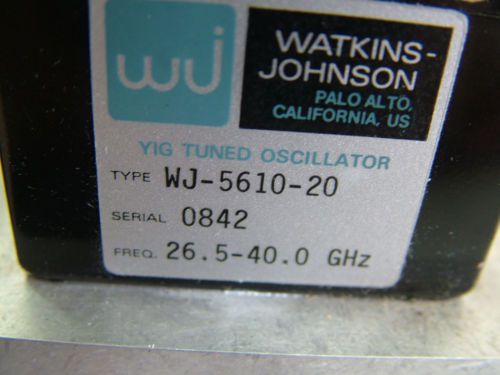 wj
WATKINS-
JOHNSON
PALO ALTO,
CALIFORNIA, US
YIG TUNED OSCILLATOR
TYPE WJ-5610-20
SERIAL 0842
FREQ. 26.5-40.0 GHz